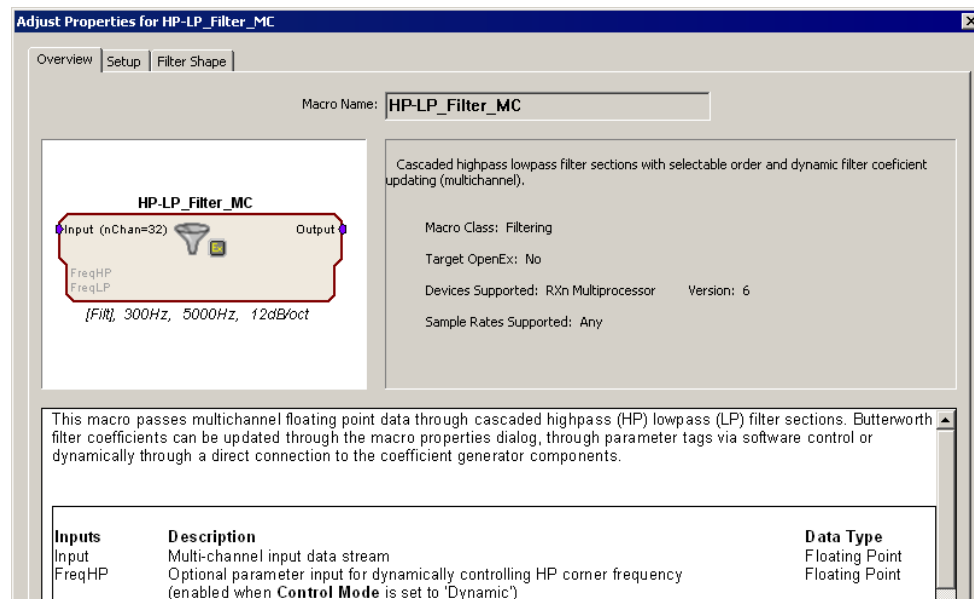 Adjust Properties for HP-LP_Filter_MC
Overview
Setup
Filter Shape
Macro Name: HP-LP_Filter_MC
HP-LP_Filter_MC
Input (nChan=32)
Output
FreqHP
FreqLP
[Filt], 300Hz, 5000Hz, 12dB/oct
Cascaded highpass lowpass filter sections with selectable order and dynamic filter coeficient
updating (multichannel).
Macro Class: Filtering
Target OpenEx: No
Devices Supported: RXn Multiprocessor Version: 6
Sample Rates Supported: Any
This macro passes multichannel floating point data through cascaded highpass (HP) lowpass (LP) filter sections. Butterworth
filter coefficients can be updated through the macro properties dialog, through parameter tags via software control or
dynamically through a direct connection to the coefficient generator components.
Inputs Description Data Type
Input Multi-channel input data stream Floating Point
FreqHP Optional parameter input for dynamically controlling HP corner frequency Floating Point
(enabled when Control Mode is set to 'Dynamic')